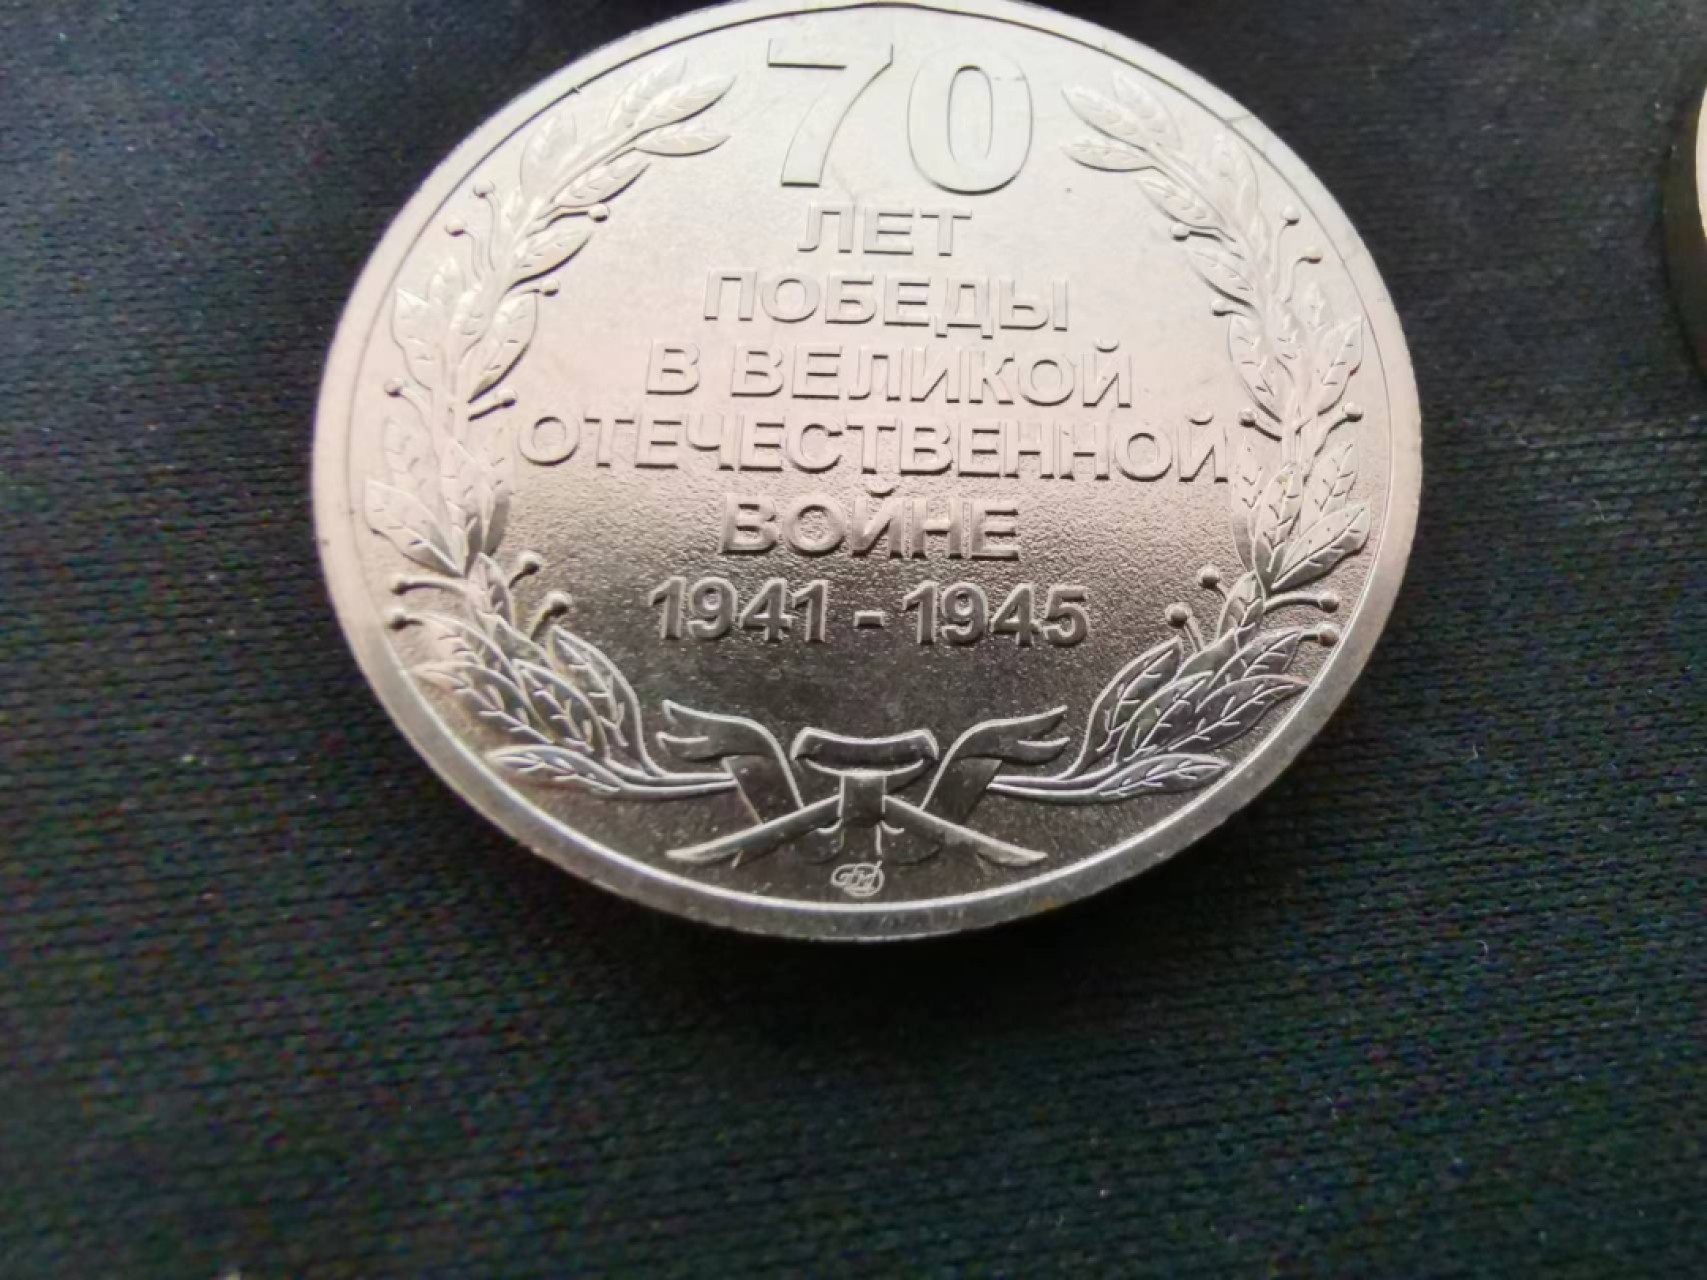 70
ЛЕТ
ПОБЕДЫ
В ВЕЛИКОЙ
ОТЕЧЕСТВЕННОЙ
ВОЙНЕ
1941 - 1945